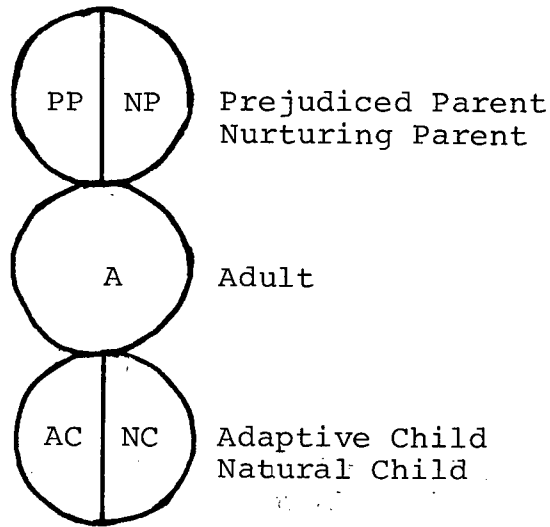 PP NP Prejudiced Parent
Nurturing Parent
A Adult
AC NC Adaptive Child
Natural Child